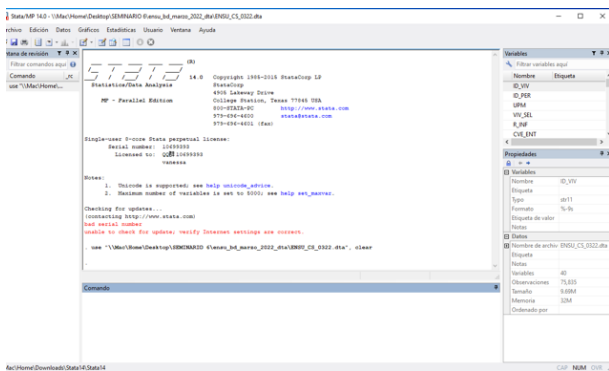 Stata/MP 14.0 - \\Mac\Home\Desktop\SEMINARIO 6\ensu_bd_marzo_2022_dta\ENSU_CS_0322.dta
Archivo Edición Datos Gráficos Estadísticas Usuario Ventana Ayuda
Ventana de revisión
Filtrar comandos aquí
Comando _rc
use "\\Mac\Home\...
(R)
14.0 Copyright 1985-2015 StataCorp LP
Statistics/Data Analysis StataCorp
4905 Lakeway Drive
MP - Parallel Edition College Station, Texas 77845 USA
800-STATA-PC http://www.stata.com
979-696-4600 stata@stata.com
979-696-4601 (fax)
Single-user 8-core Stata perpetual license:
Serial number: 10699393
Licensed to:
vanessa
Notes:
1. Unicode is supported; see help unicode_advice.
2. Maximum number of variables is set to 5000; see help set_maxvar.
Checking for updates...
(contacting http://www.stata.com)
bad serial number
unable to check for update; verify Internet settings are correct.
. use "\\Mac\Home\Desktop\SEMINARIO 6\ensu_bd_marzo_2022_dta\ENSU_CS_0322.dta", clear
.
Comando
Variables
Filtrar variables aquí
Nombre Etiqueta
ID_VIV
ID_PER
UPM
VIV_SEL
R_INF
CVE_ENT
Propiedades
Variables
Nombre ID_VIV
Etiqueta
Tipo str11
Formato %-9s
Etiqueta de valor
Notas
Datos
Nombre de archivo ENSU_CS_0322.dta
Etiqueta
Notas
Variables 40
Observaciones 75,835
Tamaño 9.69M
Memoria 32M
Ordenado por
\\Mac\Home\Downloads\Stata14\Stata14
CAP NUM OVR